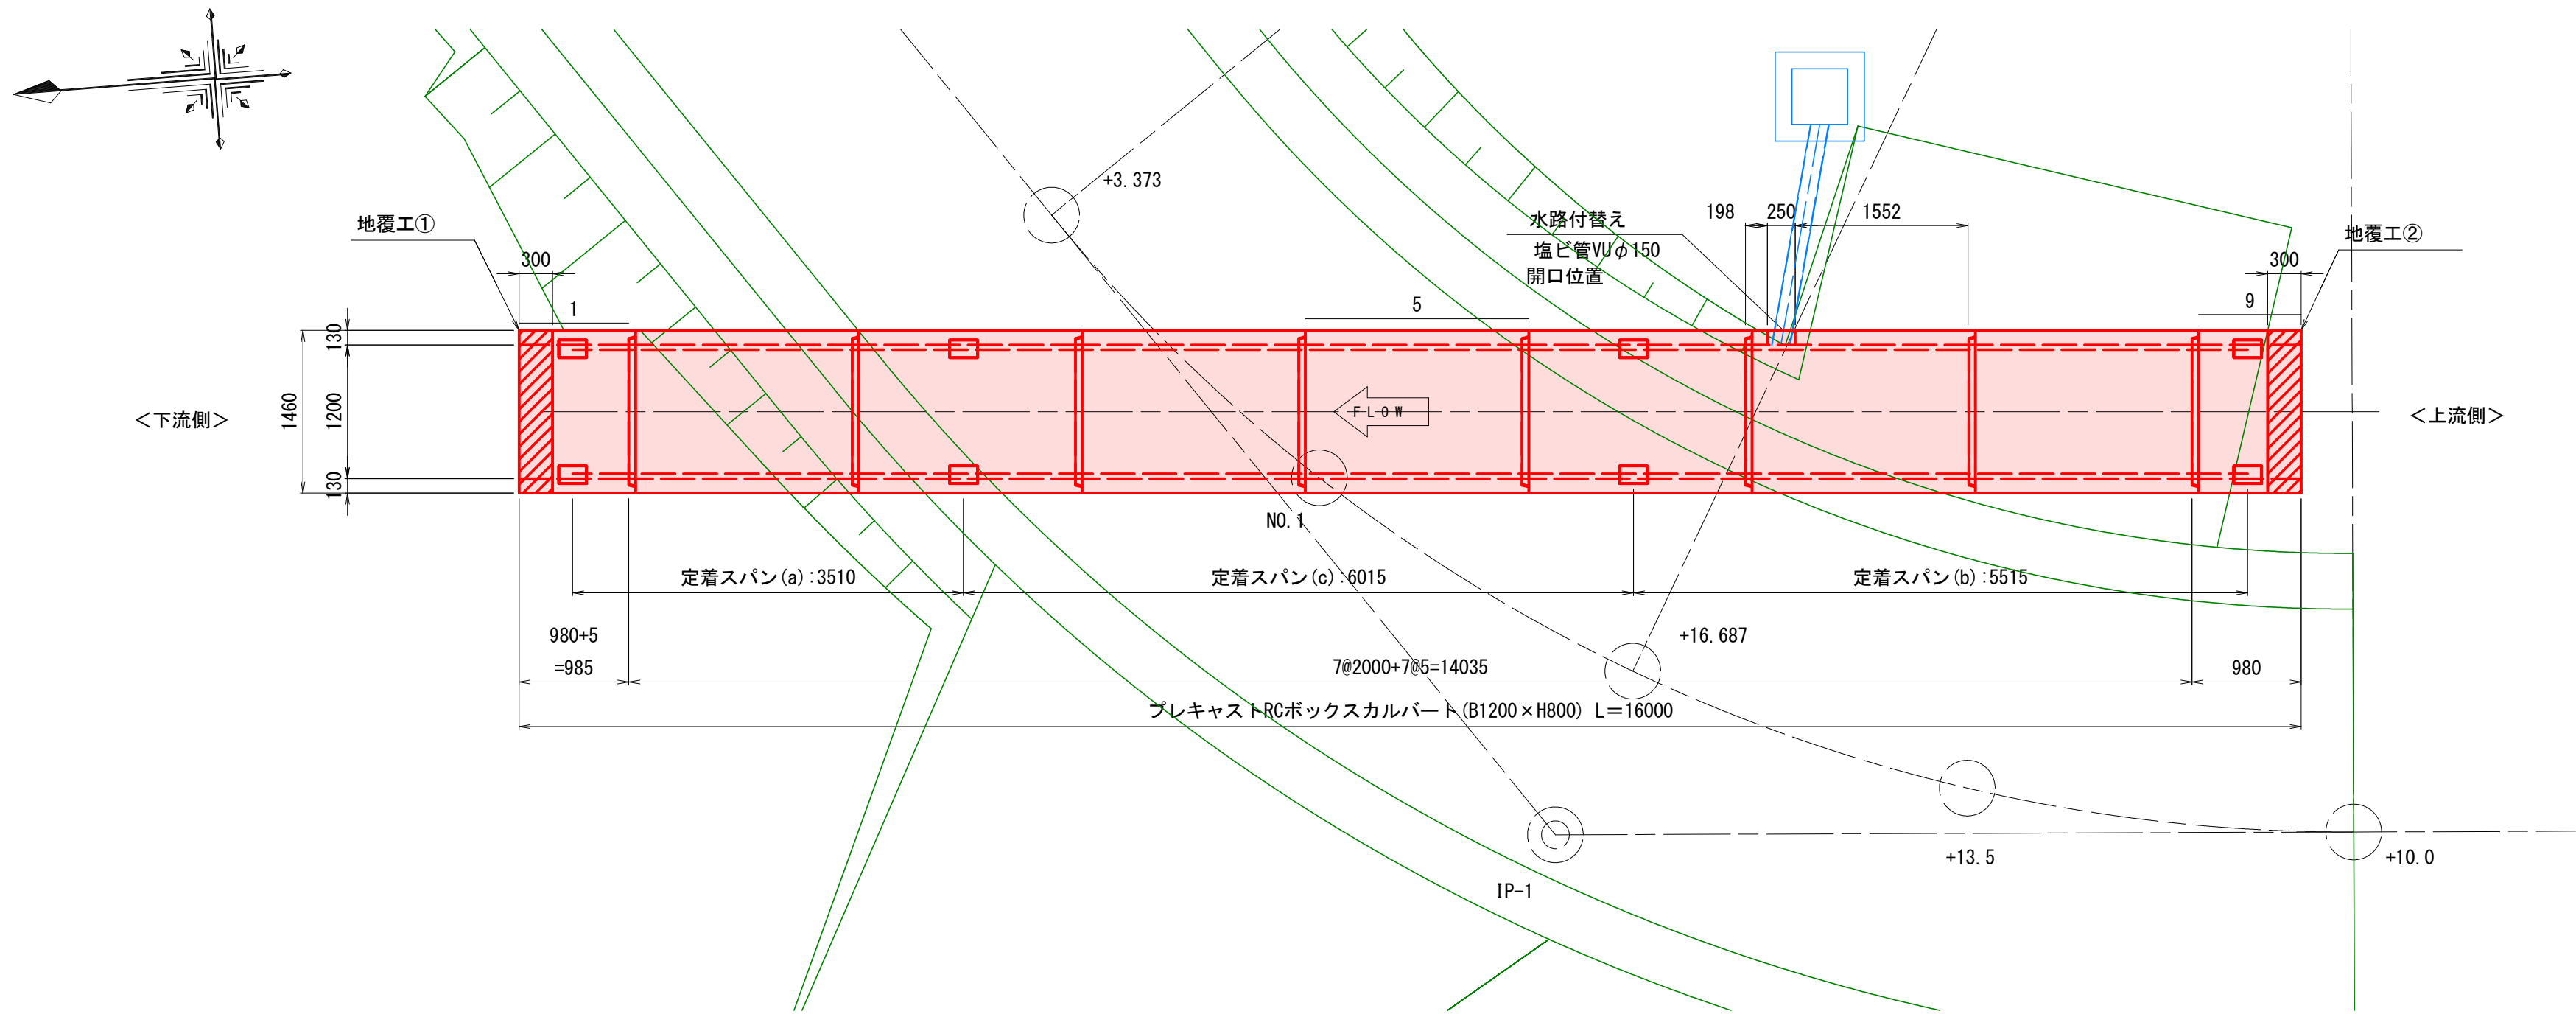 +3.373
地覆工①
300
1
水路付替え
塩ビ管VUφ150
開口位置
198
250
1552
地覆工②
300
9
5
130
1200
130
1460
<下流側>
FLOW
<上流側>
NO.1
定着スパン(a):3510
定着スパン(c):6015
定着スパン(b):5515
980+5
=985
+16.687
7@2000+7@5=14035
980
プレキャストRCボックスカルバート(B1200×H800) L=16000
+13.5
+10.0
IP-1